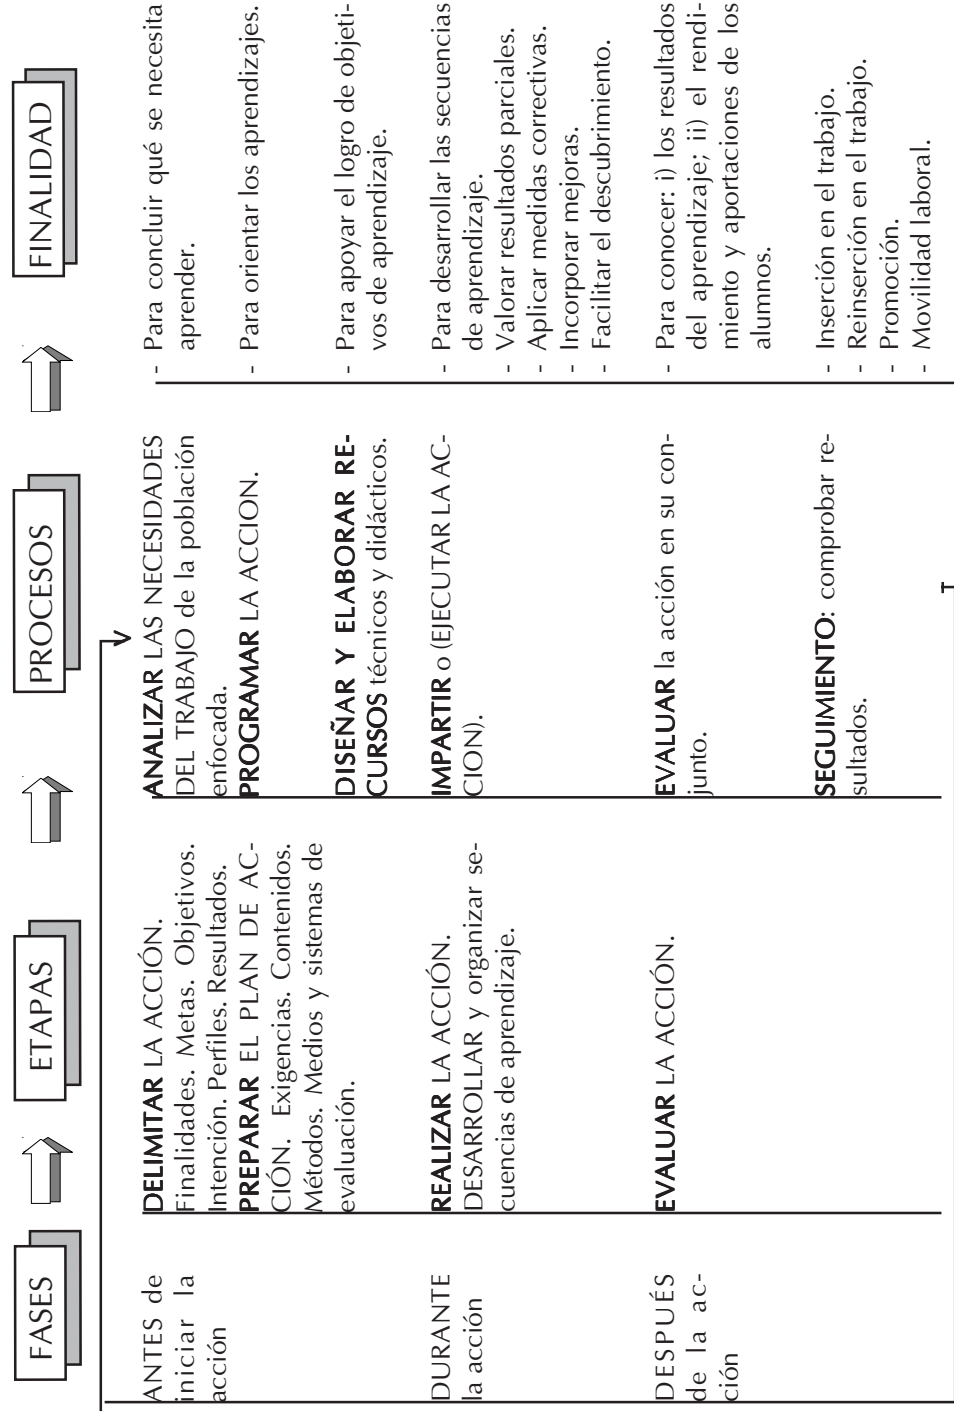 FASES
ETAPAS
PROCESOS
FINALIDAD
ANTES de
iniciar la
acción
DELIMITAR LA ACCIÓN.
Finalidades. Metas. Objetivos.
Intención. Perfiles. Resultados.
PREPARAR EL PLAN DE AC-
CIÓN. Exigencias. Contenidos.
Métodos. Medios y sistemas de
evaluación.
ANALIZAR LAS NECESIDADES
DEL TRABAJO de la población
enfocada.
PROGRAMAR LA ACCION.
DISEÑAR Y ELABORAR RE-
CURSOS técnicos y didácticos.
- Para concluir qué se necesita
aprender.
- Para orientar los aprendizajes.
- Para apoyar el logro de objeti-
vos de aprendizaje.
DURANTE
la acción
REALIZAR LA ACCIÓN.
DESARROLLAR y organizar se-
cuencias de aprendizaje.
IMPARTIR o (EJECUTAR LA AC-
CION).
- Para desarrollar las secuencias
de aprendizaje.
- Valorar resultados parciales.
- Aplicar medidas correctivas.
- Incorporar mejoras.
- Facilitar el descubrimiento.
DESPUÉS
de la ac-
ción
EVALUAR LA ACCIÓN.
EVALUAR la acción en su con-
junto.
- Para conocer: i) los resultados
del aprendizaje; ii) el rendi-
miento y aportaciones de los
alumnos.
SEGUIMIENTO: comprobar re-
sultados.
- Inserción en el trabajo.
- Reinserción en el trabajo.
- Promoción.
- Movilidad laboral.